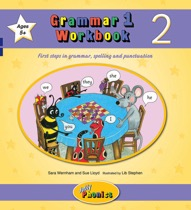 Ages
5+
Grammar 1
Workbook
2
First steps in grammar, spelling and punctuation
we
they
she
he
I
Sara Wernham and Sue Lloyd Illustrated by Lib Stephen
Jolly
Phonics